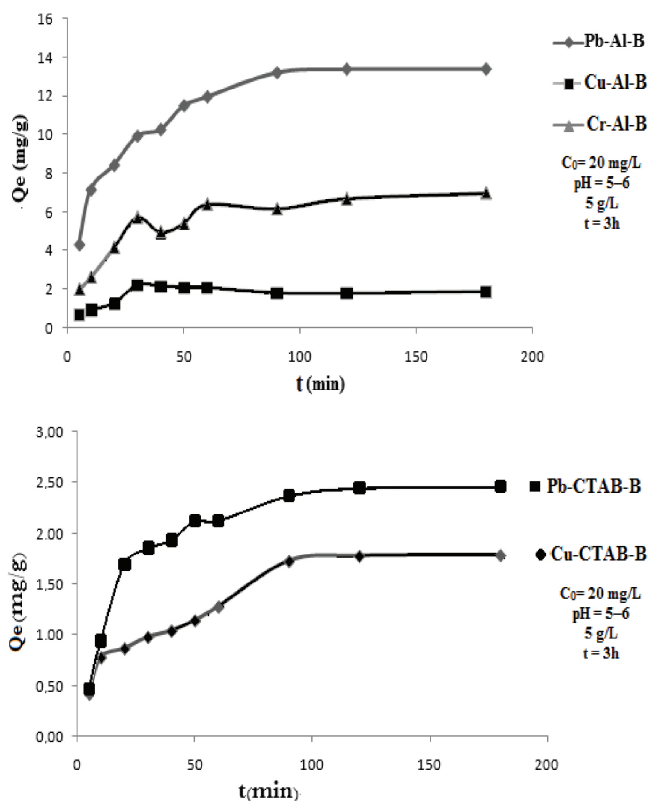 16
14
12
10
8
6
4
2
0
Qe (mg/g)
0
50
100
150
200
t (min)
Pb-Al-B
Cu-Al-B
Cr-Al-B
C₀= 20 mg/L
pH = 5–6
5 g/L
t = 3h
3,00
2,50
2,00
1,50
1,00
0,50
0,00
Qe (mg/g)
0
50
100
150
200
t(min)
Pb-CTAB-B
Cu-CTAB-B
C₀= 20 mg/L
pH = 5–6
5 g/L
t = 3h